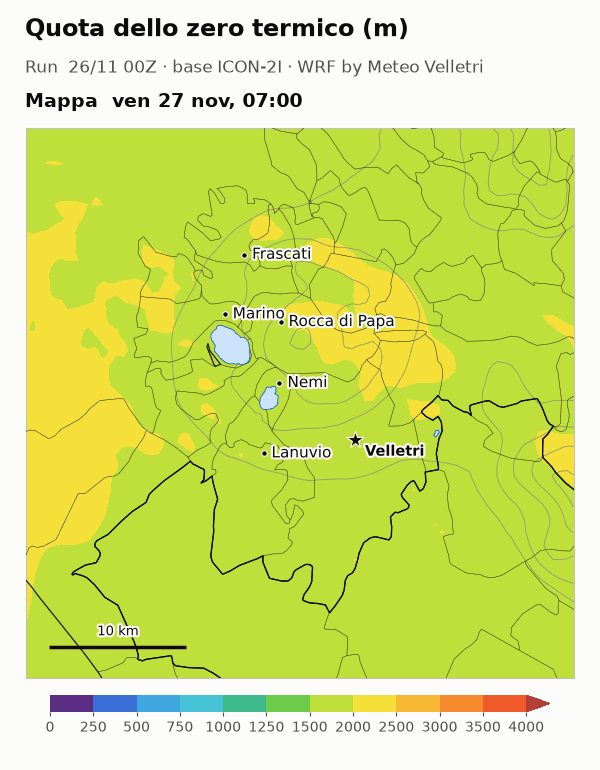 Quota dello zero termico (m)
Run  26/11 00Z · base ICON-2I · WRF by Meteo Velletri
Mappa  ven 27 nov, 07:00
Frascati
Marino
Rocca di Papa
Nemi
Velletri
Lanuvio
10 km
0 250 500 750 1000 1250 1500 2000 2500 3000 3500 4000